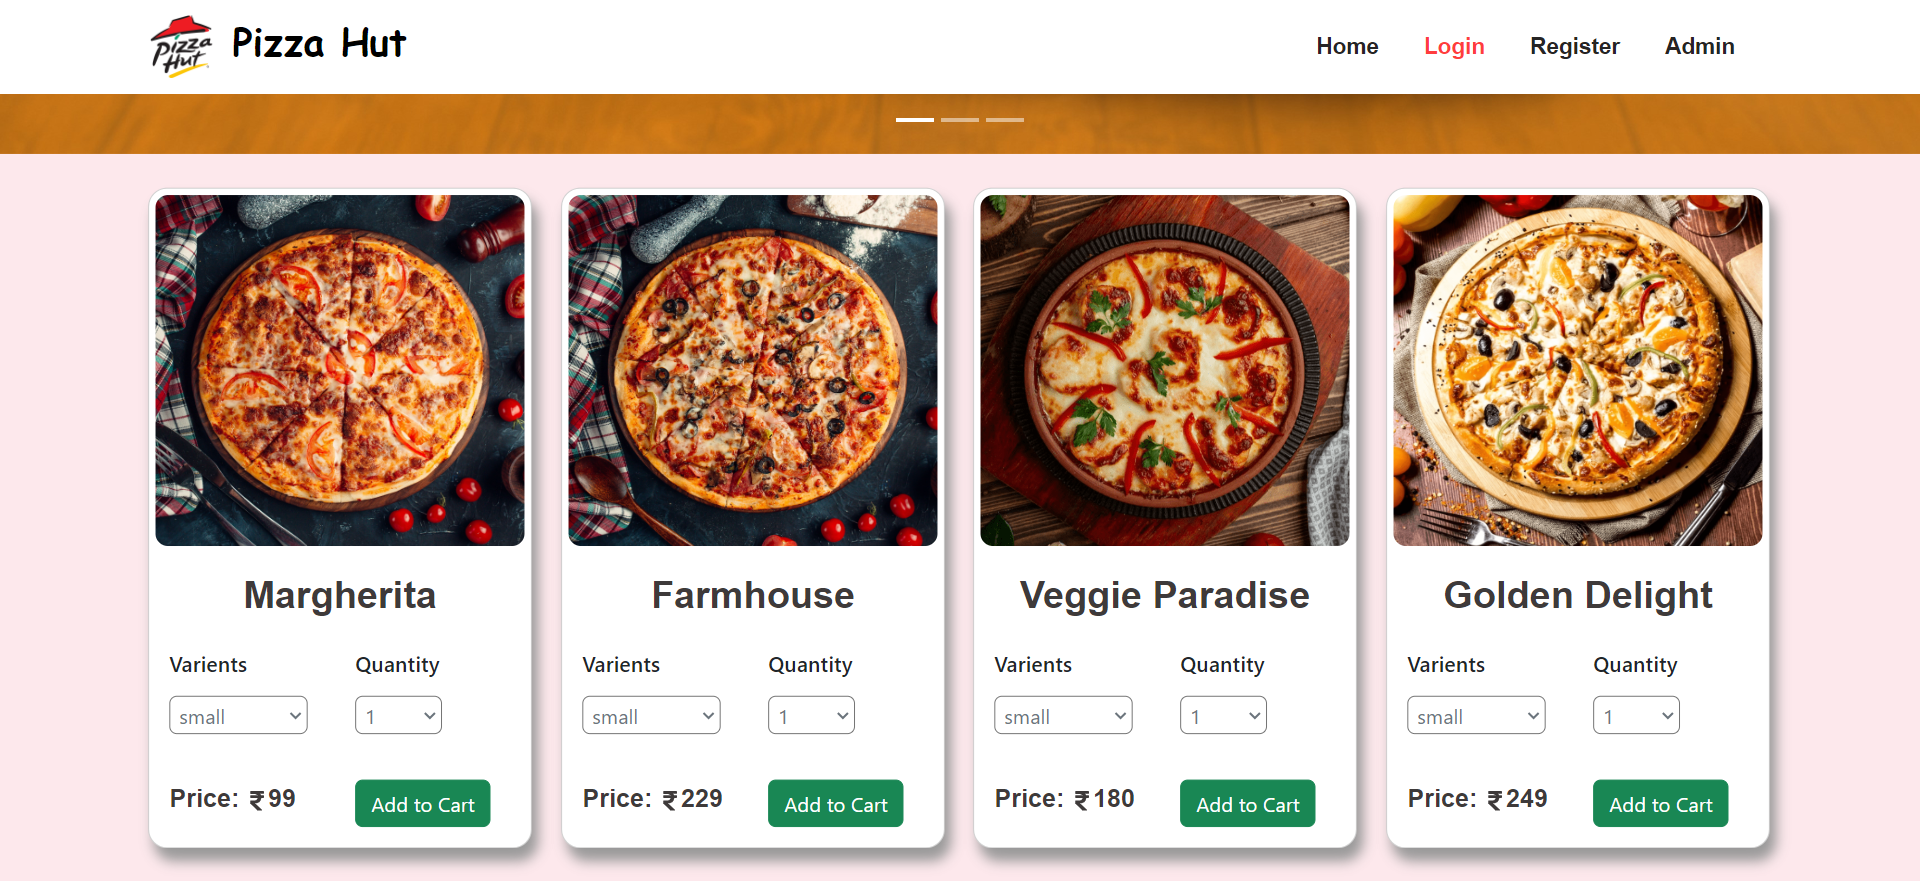 Pizza Hut
Pizza Hut
Home Login Register Admin
Margherita
Varients Quantity
small 1
Price: ₹99 Add to Cart
Farmhouse
Varients Quantity
small 1
Price: ₹229 Add to Cart
Veggie Paradise
Varients Quantity
small 1
Price: ₹180 Add to Cart
Golden Delight
Varients Quantity
small 1
Price: ₹249 Add to Cart